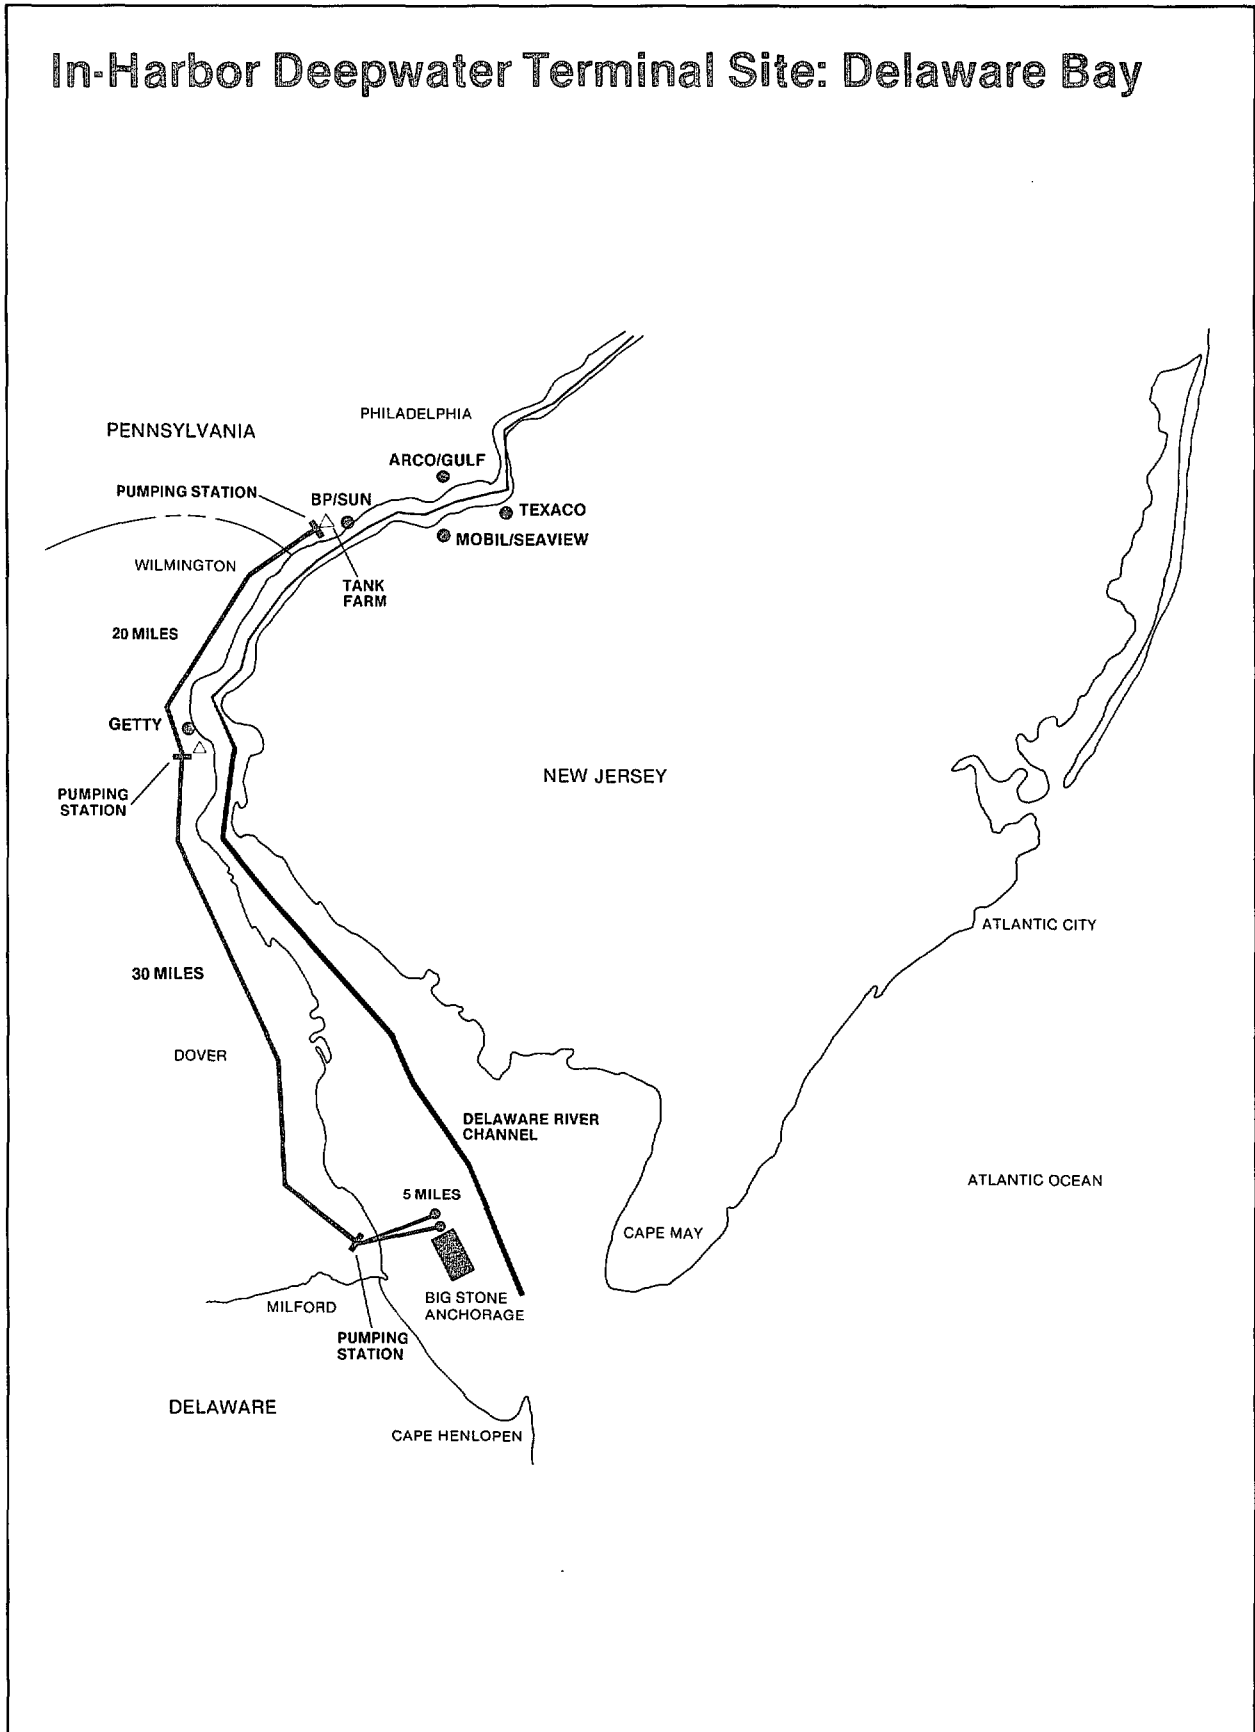 In-Harbor Deepwater Terminal Site: Delaware Bay
PHILADELPHIA
PENNSYLVANIA
ARCO/GULF
PUMPING STATION
BP/SUN
TEXACO
MOBIL/SEAVIEW
WILMINGTON
TANK
FARM
20 MILES
GETTY
NEW JERSEY
PUMPING
STATION
ATLANTIC CITY
30 MILES
DOVER
DELAWARE RIVER
CHANNEL
ATLANTIC OCEAN
5 MILES
CAPE MAY
BIG STONE
ANCHORAGE
MILFORD
PUMPING
STATION
DELAWARE
CAPE HENLOPEN